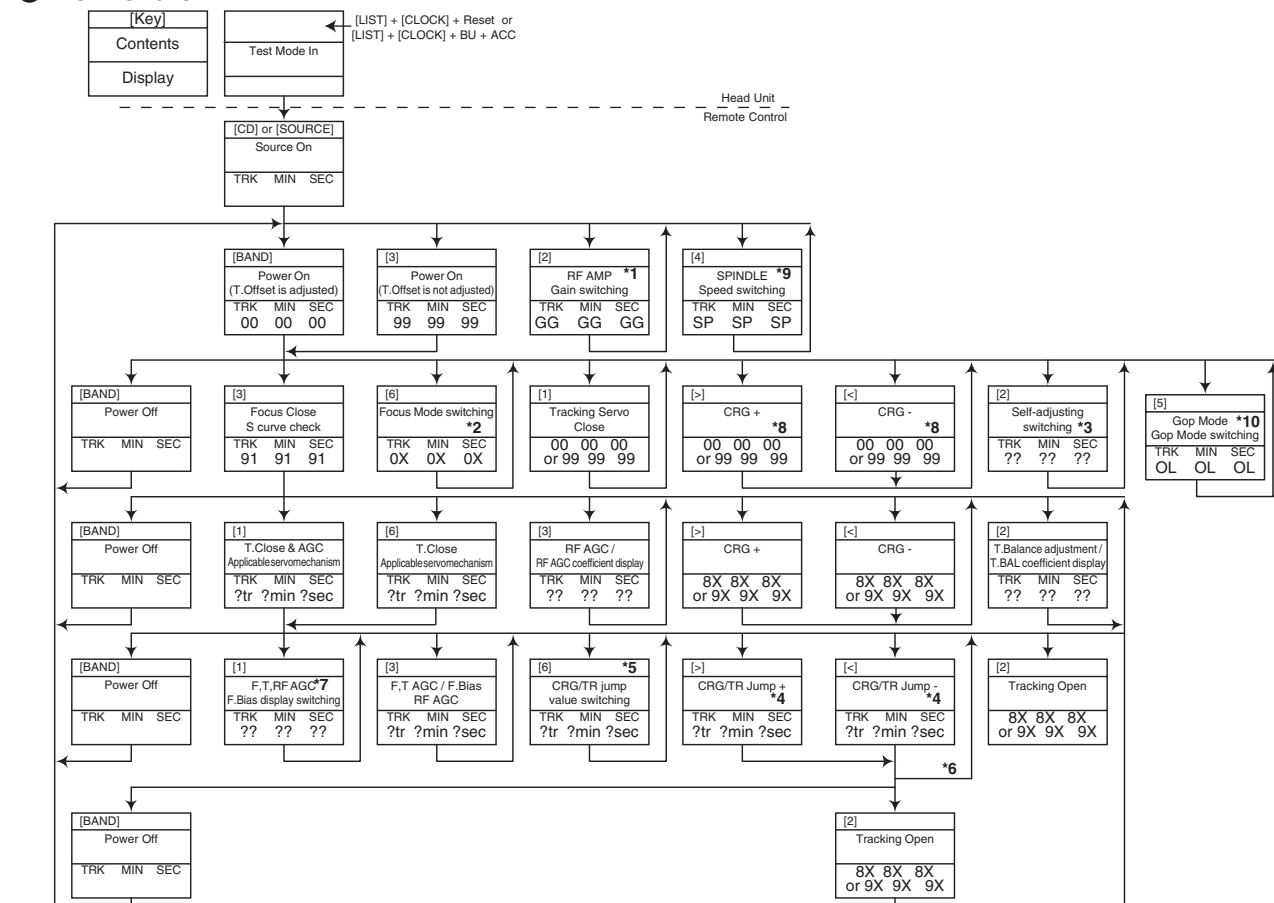 [Key]
Contents
Display
Test Mode In
[LIST] + [CLOCK] + Reset or
[LIST] + [CLOCK] + BU + ACC
Head Unit
Remote Control
[CD] or [SOURCE]
Source On
TRK MIN SEC
[BAND]
Power On
(T.Offset is adjusted)
TRK MIN SEC
00 00 00
[3]
Power On
(T.Offset is not adjusted)
TRK MIN SEC
99 99 99
[2]
RF AMP *1
Gain switching
TRK MIN SEC
GG GG GG
[4]
SPINDLE *9
Speed switching
TRK MIN SEC
SP SP SP
[BAND]
Power Off
TRK MIN SEC
[3]
Focus Close
S curve check
TRK MIN SEC
91 91 91
[6]
Focus Mode switching
*2
TRK MIN SEC
0X 0X 0X
[1]
Tracking Servo
Close
00 00 00
or 99 99 99
[>]
CRG +
*8
00 00 00
or 99 99 99
[<]
CRG -
*8
00 00 00
or 99 99 99
[2]
Self-adjusting
switching *3
TRK MIN SEC
?? ?? ??
[5]
Gop Mode *10
Gop Mode switching
TRK MIN SEC
OL OL OL
[BAND]
Power Off
TRK MIN SEC
[1]
T.Close & AGC
Applicable servomechanism
TRK MIN SEC
?tr ?min ?sec
[6]
T.Close
Applicable servomechanism
TRK MIN SEC
?tr ?min ?sec
[3]
RF AGC /
RF AGC coefficient display
TRK MIN SEC
?? ?? ??
[>]
CRG +
8X 8X 8X
or 9X 9X 9X
[<]
CRG -
8X 8X 8X
or 9X 9X 9X
[2]
T.Balance adjustment /
T.BAL coefficient display
TRK MIN SEC
?? ?? ??
[BAND]
Power Off
TRK MIN SEC
[1]
F,T,RF AGC*7
F.Bias display switching
TRK MIN SEC
?? ?? ??
[3]
F,T AGC / F.Bias
RF AGC
TRK MIN SEC
?tr ?min ?sec
[6] *5
CRG/TR jump
value switching
TRK MIN SEC
?tr ?min ?sec
[>]
CRG/TR Jump +
*4
TRK MIN SEC
?tr ?min ?sec
[<]
CRG/TR Jump -
*4
TRK MIN SEC
?tr ?min ?sec
[2]
Tracking Open
8X 8X 8X
or 9X 9X 9X
*6
[BAND]
Power Off
TRK MIN SEC
[2]
Tracking Open
8X 8X 8X
or 9X 9X 9X